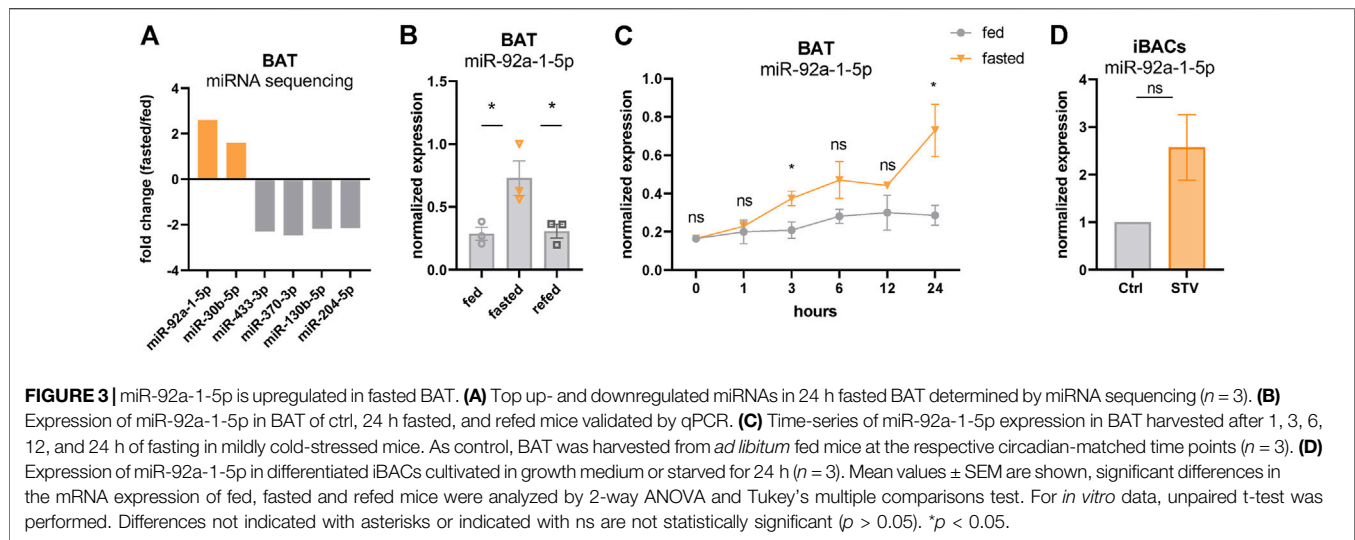 A
BAT
miRNA sequencing
fold change (fasted/fed)
4
2
0
-2
-4
miR-92a-1-5p
miR-30b-5p
miR-433-3p
miR-370-3p
miR-130b-5p
miR-204-5p
B
BAT
miR-92a-1-5p
normalized expression
1.5
1.0
0.5
0.0
* *
fed
fasted
refed
C
BAT
miR-92a-1-5p
fed
fasted
normalized expression
1.0
0.8
0.6
0.4
0.2
0.0
ns ns * ns ns *
0 1 3 6 12 24
hours
D
iBACs
miR-92a-1-5p
ns
normalized expression
4
3
2
1
0
Ctrl STV
FIGURE 3 | miR-92a-1-5p is upregulated in fasted BAT. (A) Top up- and downregulated miRNAs in 24 h fasted BAT determined by miRNA sequencing (n = 3). (B)
Expression of miR-92a-1-5p in BAT of ctrl, 24 h fasted, and refed mice validated by qPCR. (C) Time-series of miR-92a-1-5p expression in BAT harvested after 1, 3, 6,
12, and 24 h of fasting in mildly cold-stressed mice. As control, BAT was harvested from ad libitum fed mice at the respective circadian-matched time points (n = 3). (D)
Expression of miR-92a-1-5p in differentiated iBACs cultivated in growth medium or starved for 24 h (n = 3). Mean values ± SEM are shown, significant differences in
the mRNA expression of fed, fasted and refed mice were analyzed by 2-way ANOVA and Tukey's multiple comparisons test. For in vitro data, unpaired t-test was
performed. Differences not indicated with asterisks or indicated with ns are not statistically significant (p > 0.05). *p < 0.05.